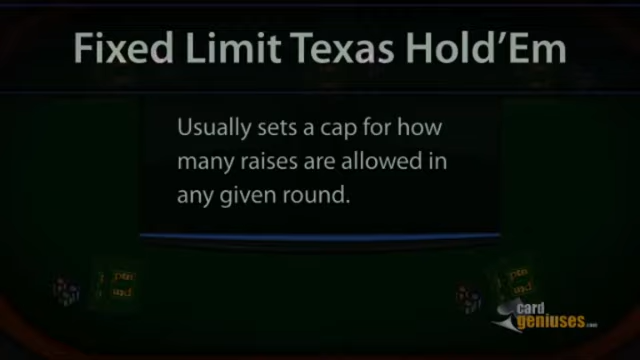 Fixed Limit Texas Hold'Em
Usually sets a cap for how
many raises are allowed in
any given round.
card
geniuses.com